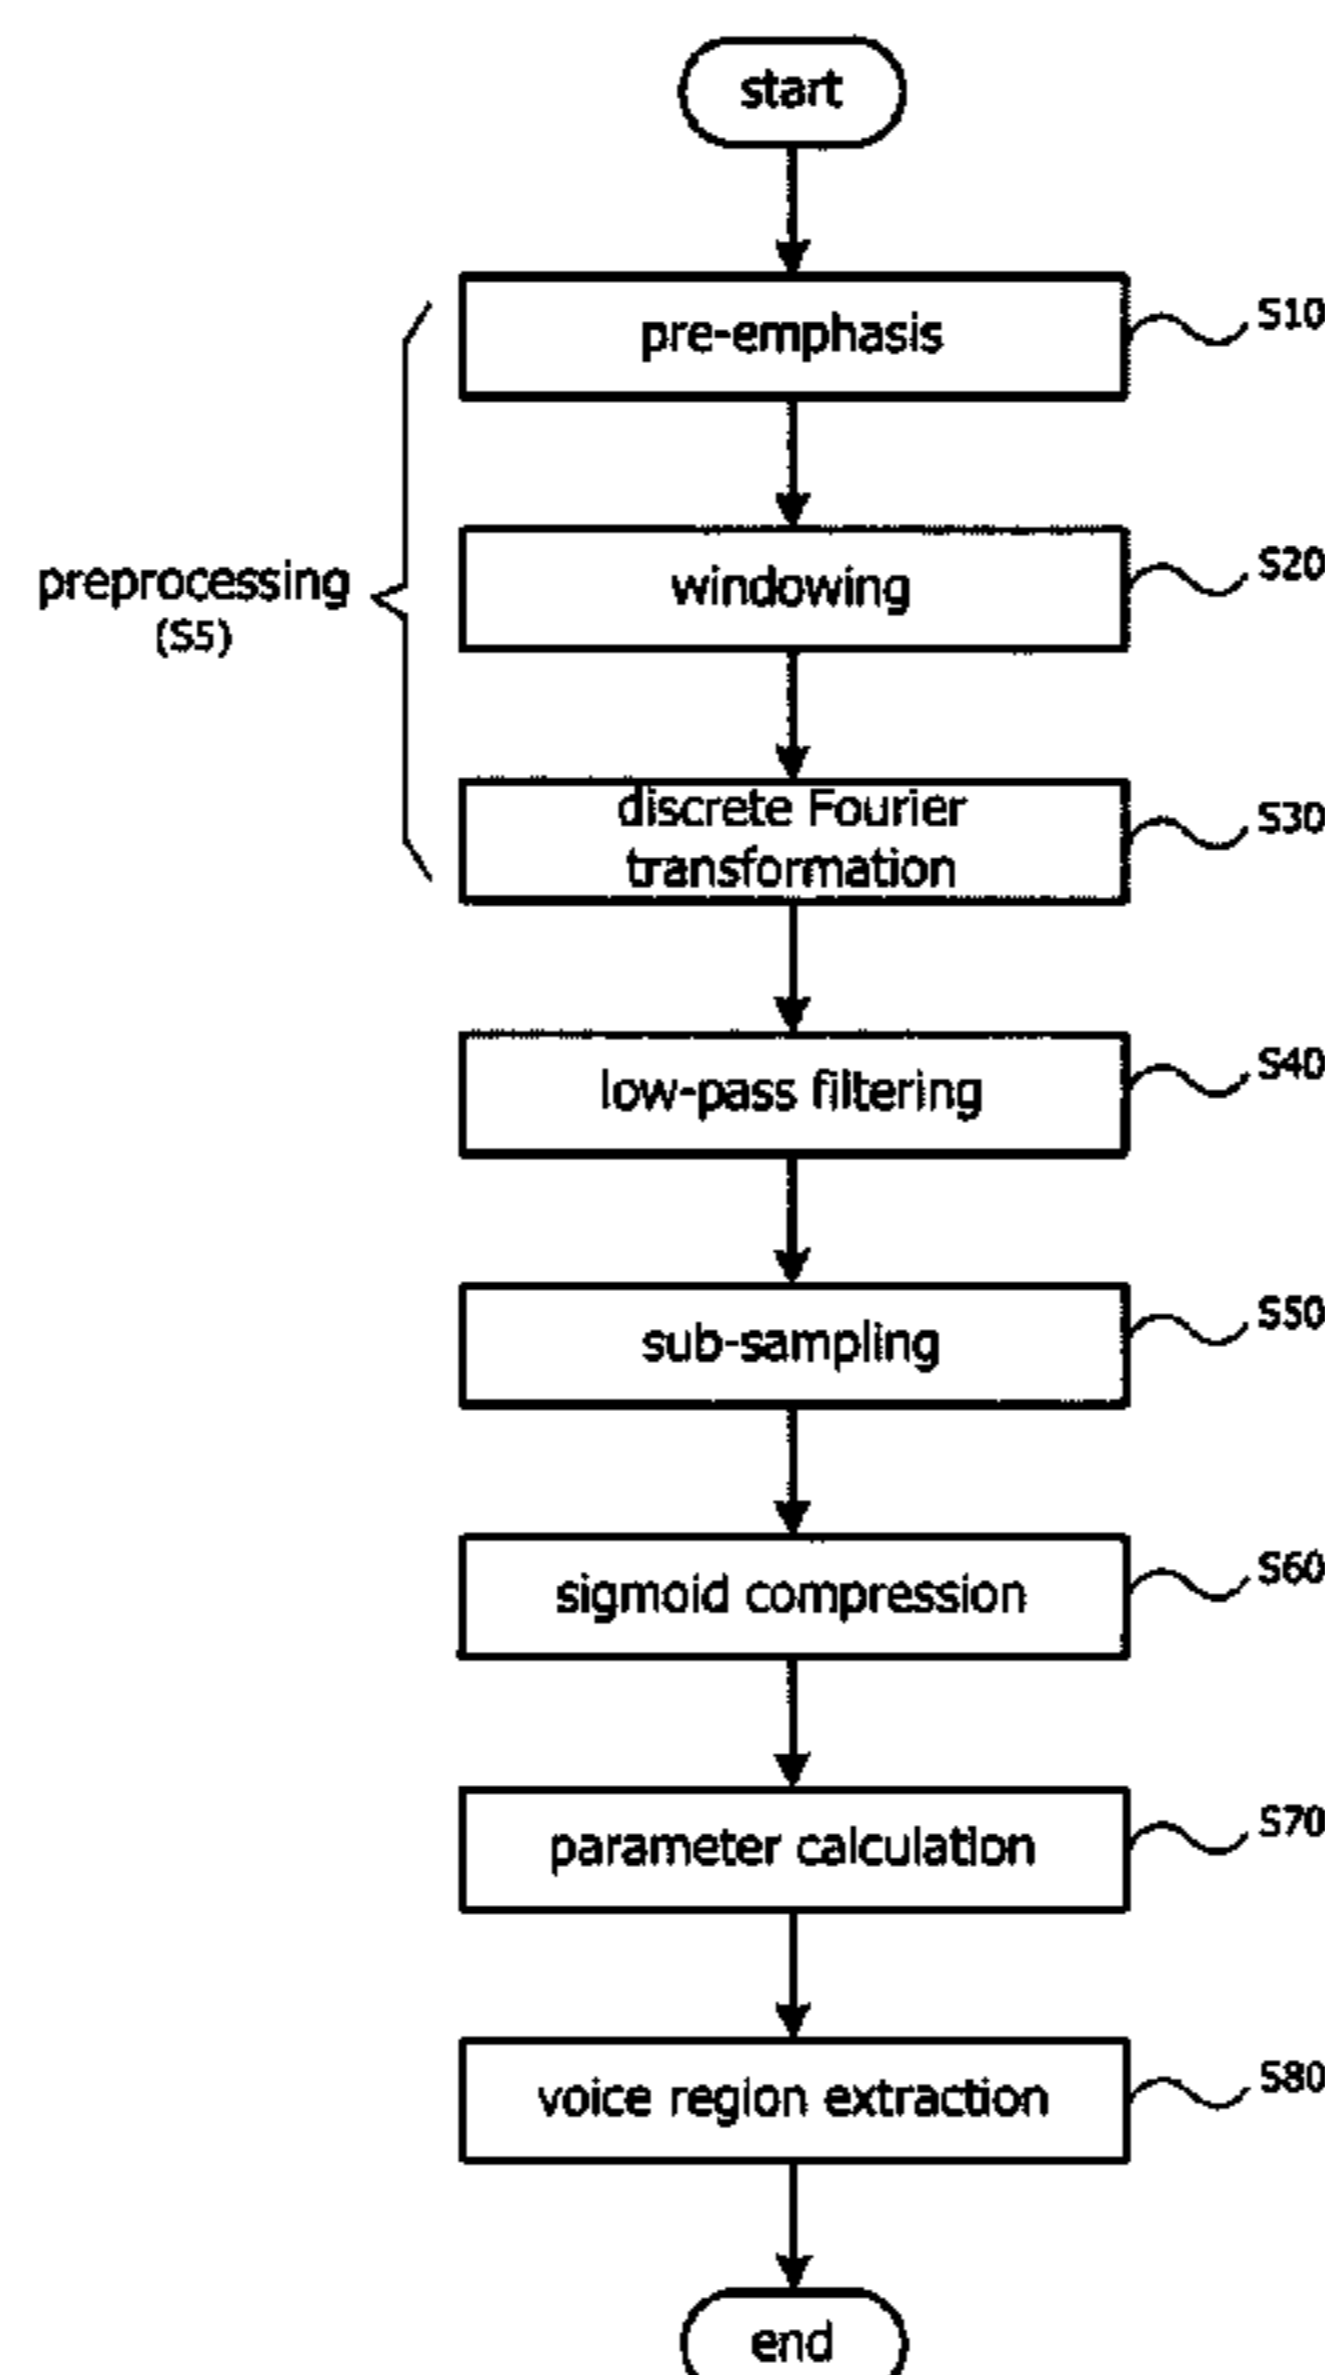 start
pre-emphasis
S10
windowing
S20
preprocessing
(S5)
discrete Fourier
transformation
S30
low-pass filtering
S40
sub-sampling
S50
sigmoid compression
S60
parameter calculation
S70
voice region extraction
S80
end